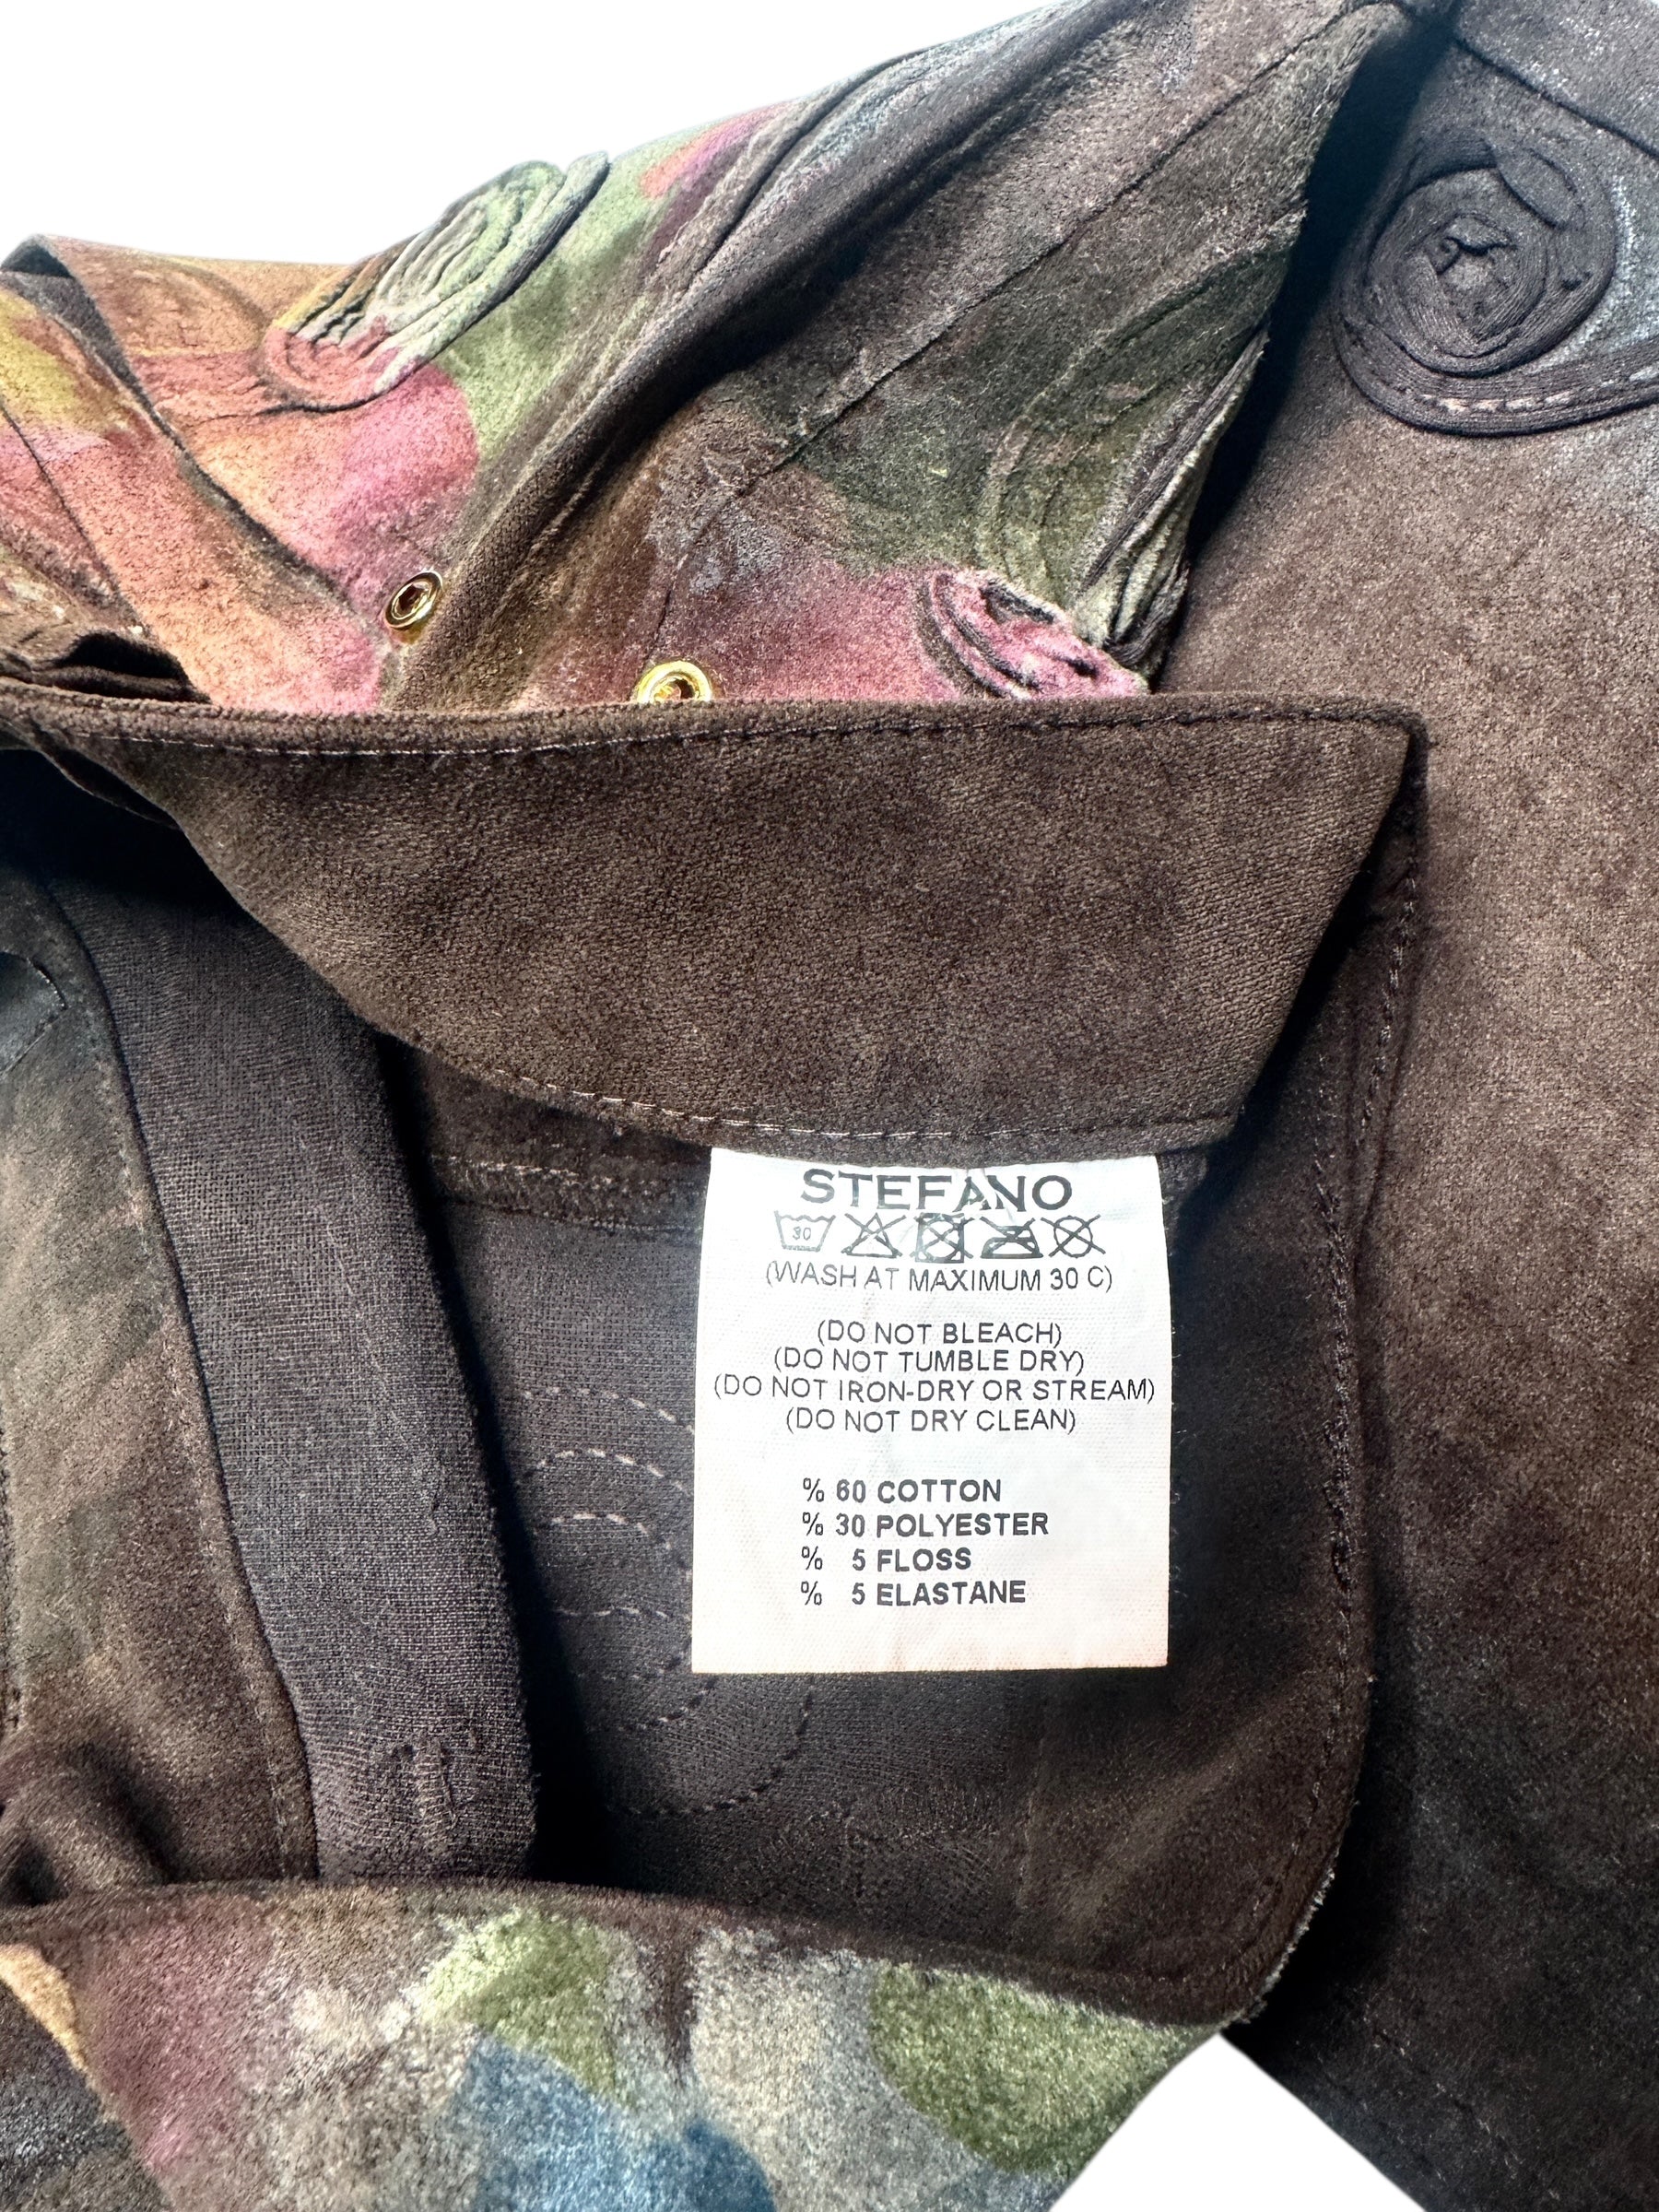 STEFANO
30
(WASH AT MAXIMUM 30 C)
(DO NOT BLEACH)
(DO NOT TUMBLE DRY)
(DO NOT IRON-DRY OR STREAM)
(DO NOT DRY CLEAN)
% 60 COTTON
% 30 POLYESTER
% 5 FLOSS
% 5 ELASTANE